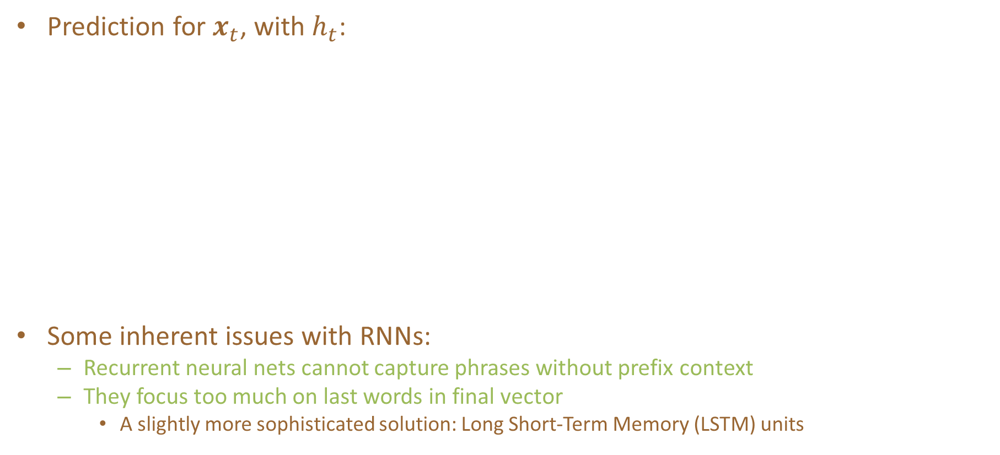 • Prediction for 𝒙ₜ, with ℎₜ:
• Some inherent issues with RNNs:
– Recurrent neural nets cannot capture phrases without prefix context
– They focus too much on last words in final vector
• A slightly more sophisticated solution: Long Short-Term Memory (LSTM) units